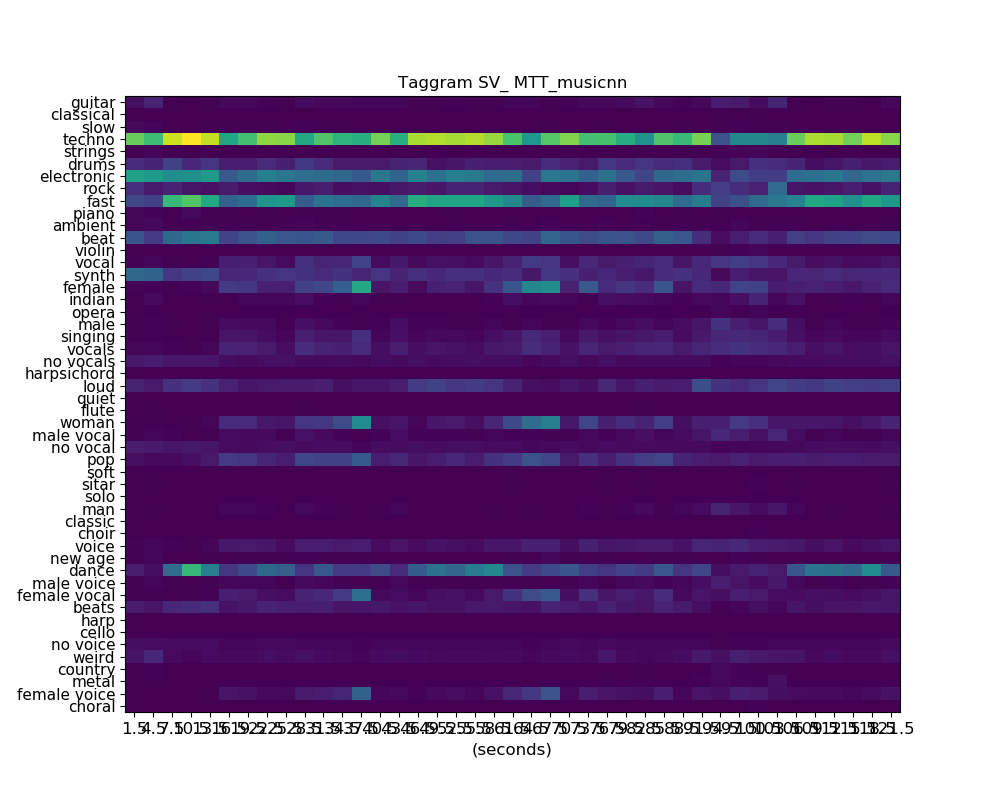 Taggram SV_ MTT_musicnn
guitar
classical
slow
techno
strings
drums
electronic
rock
fast
piano
ambient
beat
violin
vocal
synth
female
indian
opera
male
singing
vocals
no vocals
harpsichord
loud
quiet
flute
woman
male vocal
no vocal
pop
soft
sitar
solo
man
classic
choir
voice
new age
dance
male voice
female vocal
beats
harp
cello
no voice
weird
country
metal
female voice
choral
(seconds)